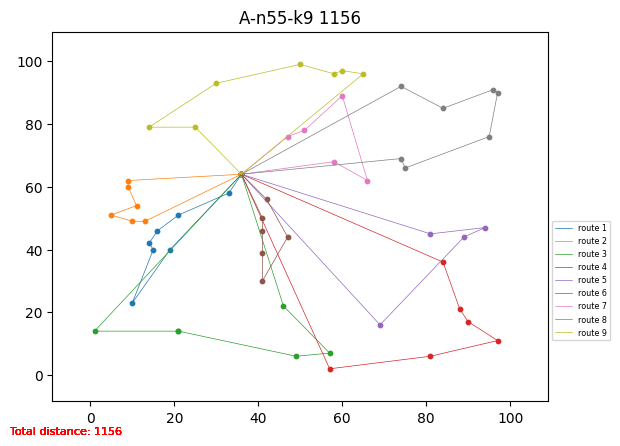 A-n55-k9 1156
100
80
60
40
20
0
0 20 40 60 80 100
route 1
route 2
route 3
route 4
route 5
route 6
route 7
route 8
route 9
Total distance: 1156